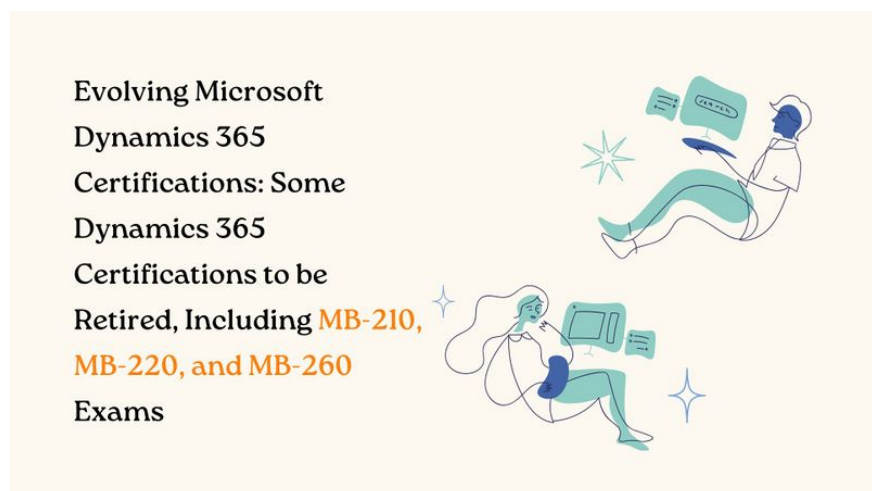 Evolving Microsoft
Dynamics 365
Certifications: Some
Dynamics 365
Certifications to be
Retired, Including MB-210,
MB-220, and MB-260
Exams
search